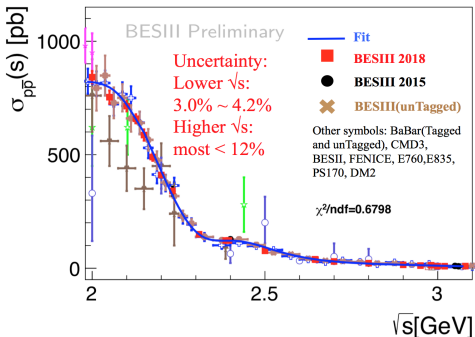 BESIII Preliminary
σpp̅(s) [pb]
1000
500
0
Uncertainty:
Lower √s:
3.0% ~ 4.2%
Higher √s:
most < 12%
Fit
BESIII 2018
BESIII 2015
BESIII(unTagged)
Other symbols: BaBar(Tagged
and unTagged), CMD3,
BESII, FENICE, E760,E835,
PS170, DM2
χ²/ndf=0.6798
2
2.5
3
√s[GeV]